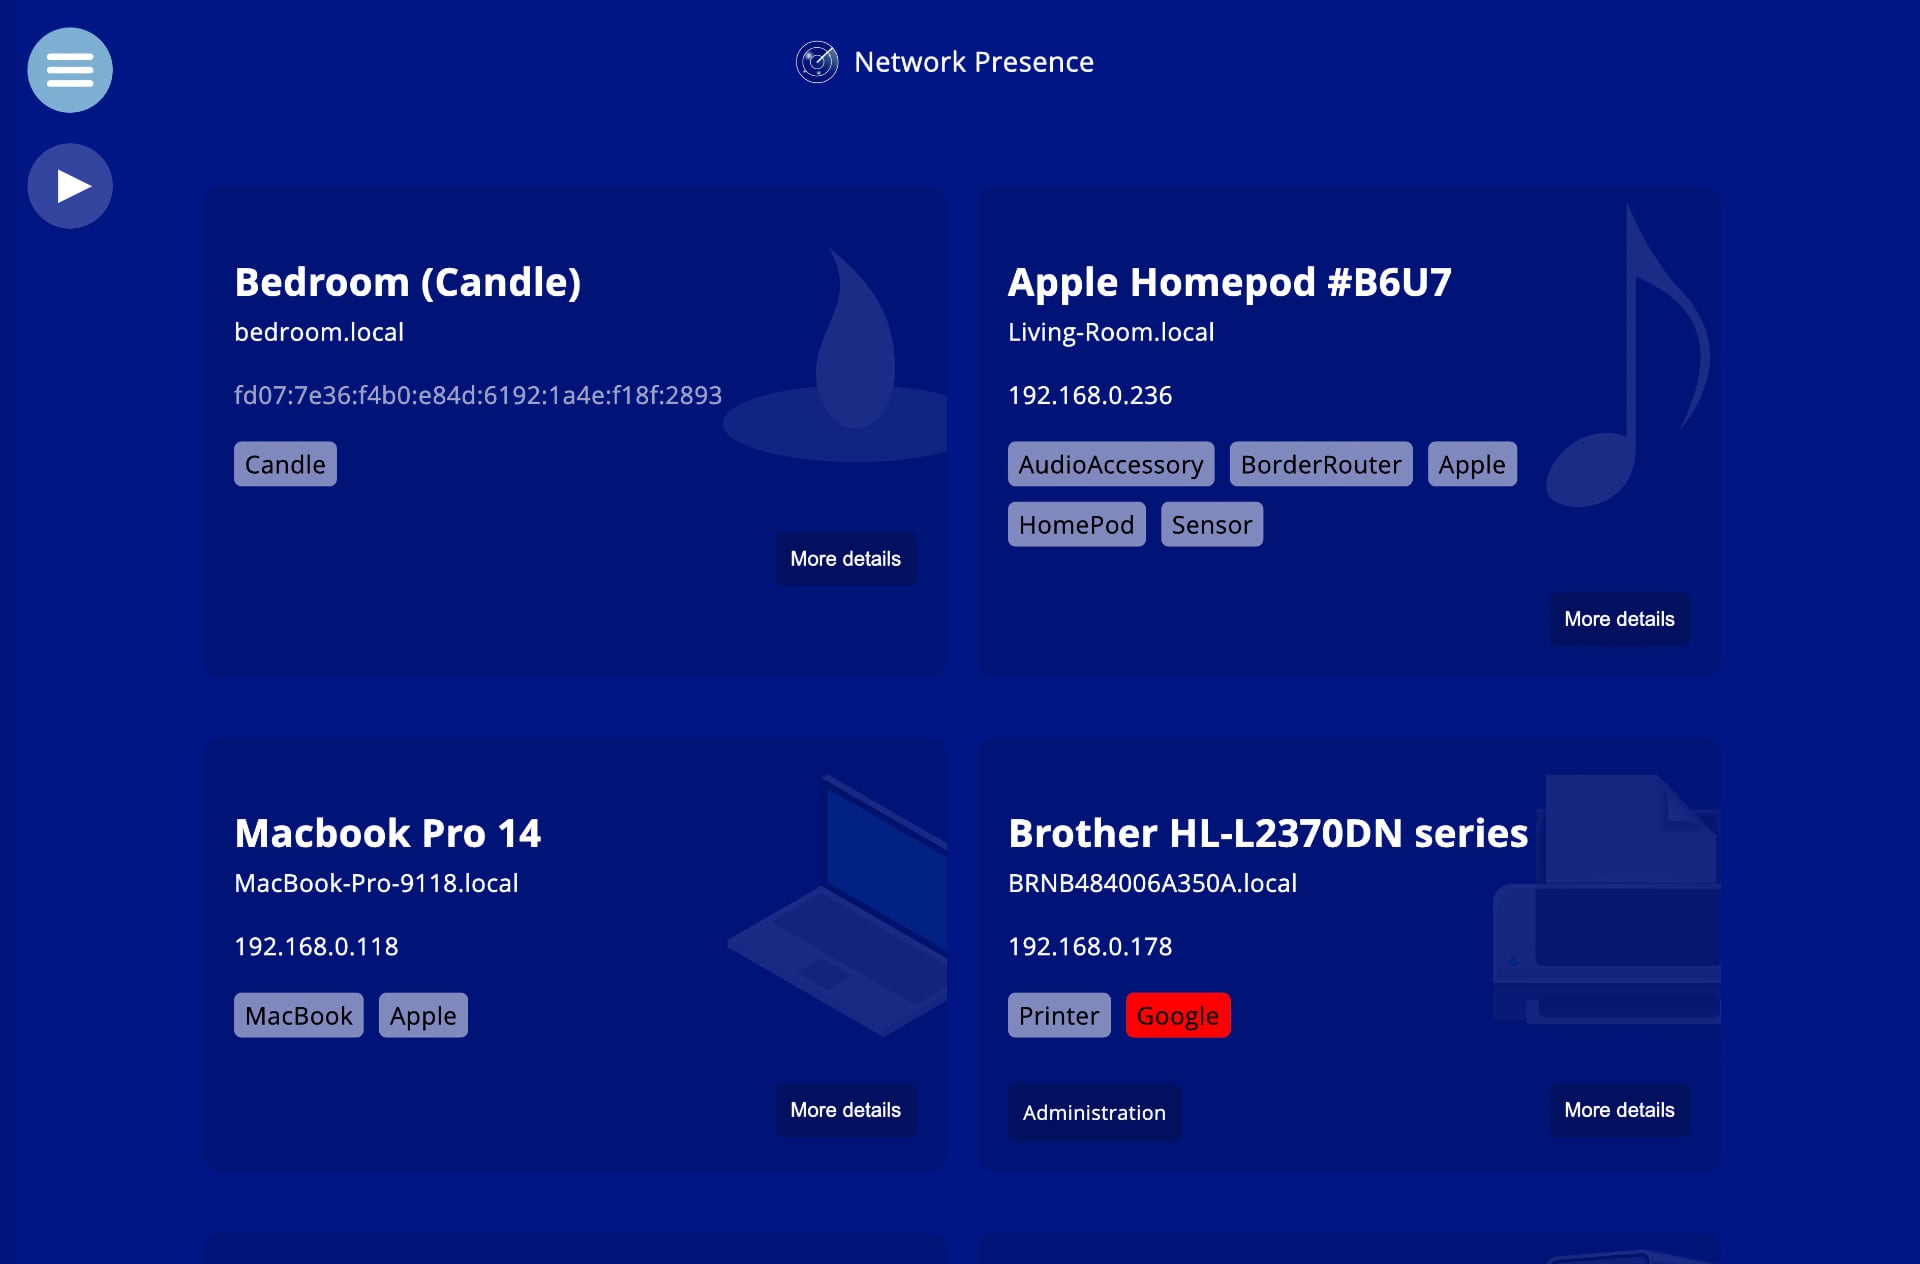 Network Presence
Bedroom (Candle)
bedroom.local
fd07:7e36:f4b0:e84d:6192:1a4e:f18f:2893
Candle
More details
Apple Homepod #B6U7
Living-Room.local
192.168.0.236
AudioAccessory BorderRouter Apple
HomePod Sensor
More details
Macbook Pro 14
MacBook-Pro-9118.local
192.168.0.118
MacBook Apple
More details
Brother HL-L2370DN series
BRNB484006A350A.local
192.168.0.178
Printer Google
Administration More details